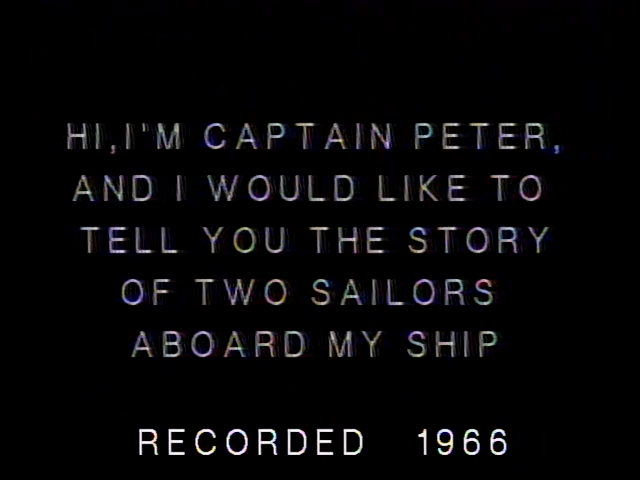 HI,I'M CAPTAIN PETER,
AND I WOULD LIKE TO
TELL YOU THE STORY
OF TWO SAILORS
ABOARD MY SHIP
RECORDED 1966